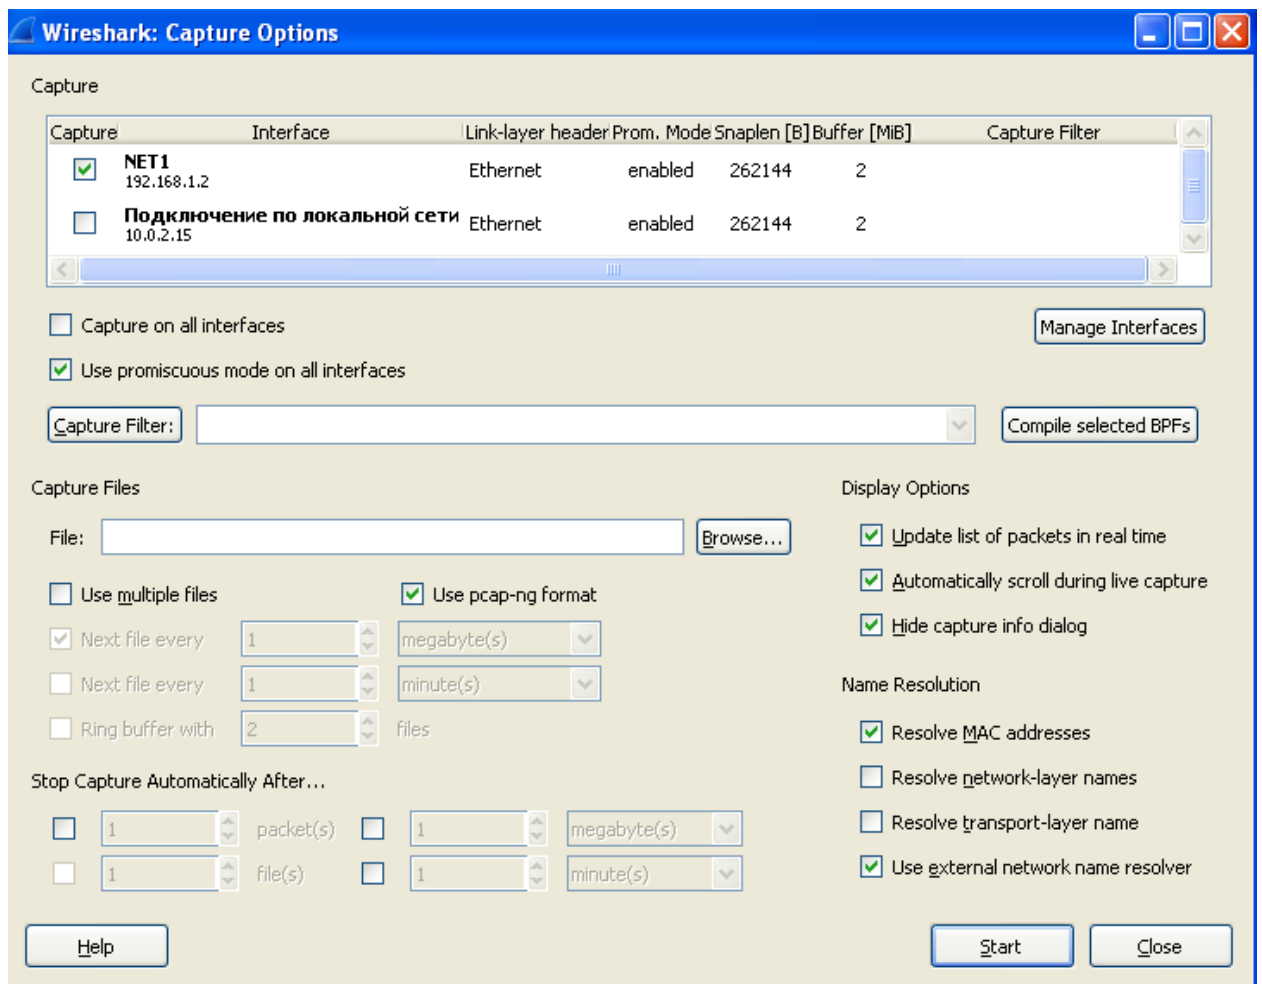 Wireshark: Capture Options
Capture
Capture Interface Link-layer header Prom. Mode Snaplen [B] Buffer [MiB] Capture Filter
NET1
192.168.1.2
Ethernet enabled 262144 2
Подключение по локальной сети
10.0.2.15
Ethernet enabled 262144 2
Capture on all interfaces
Manage Interfaces
Use promiscuous mode on all interfaces
Capture Filter:
Compile selected BPFs
Capture Files
File:
Browse...
Use multiple files
Use pcap-ng format
Next file every 1 megabyte(s)
Next file every 1 minute(s)
Ring buffer with 2 files
Stop Capture Automatically After...
1 packet(s) 1 megabyte(s)
1 file(s) 1 minute(s)
Display Options
Update list of packets in real time
Automatically scroll during live capture
Hide capture info dialog
Name Resolution
Resolve MAC addresses
Resolve network-layer names
Resolve transport-layer name
Use external network name resolver
Help
Start
Close